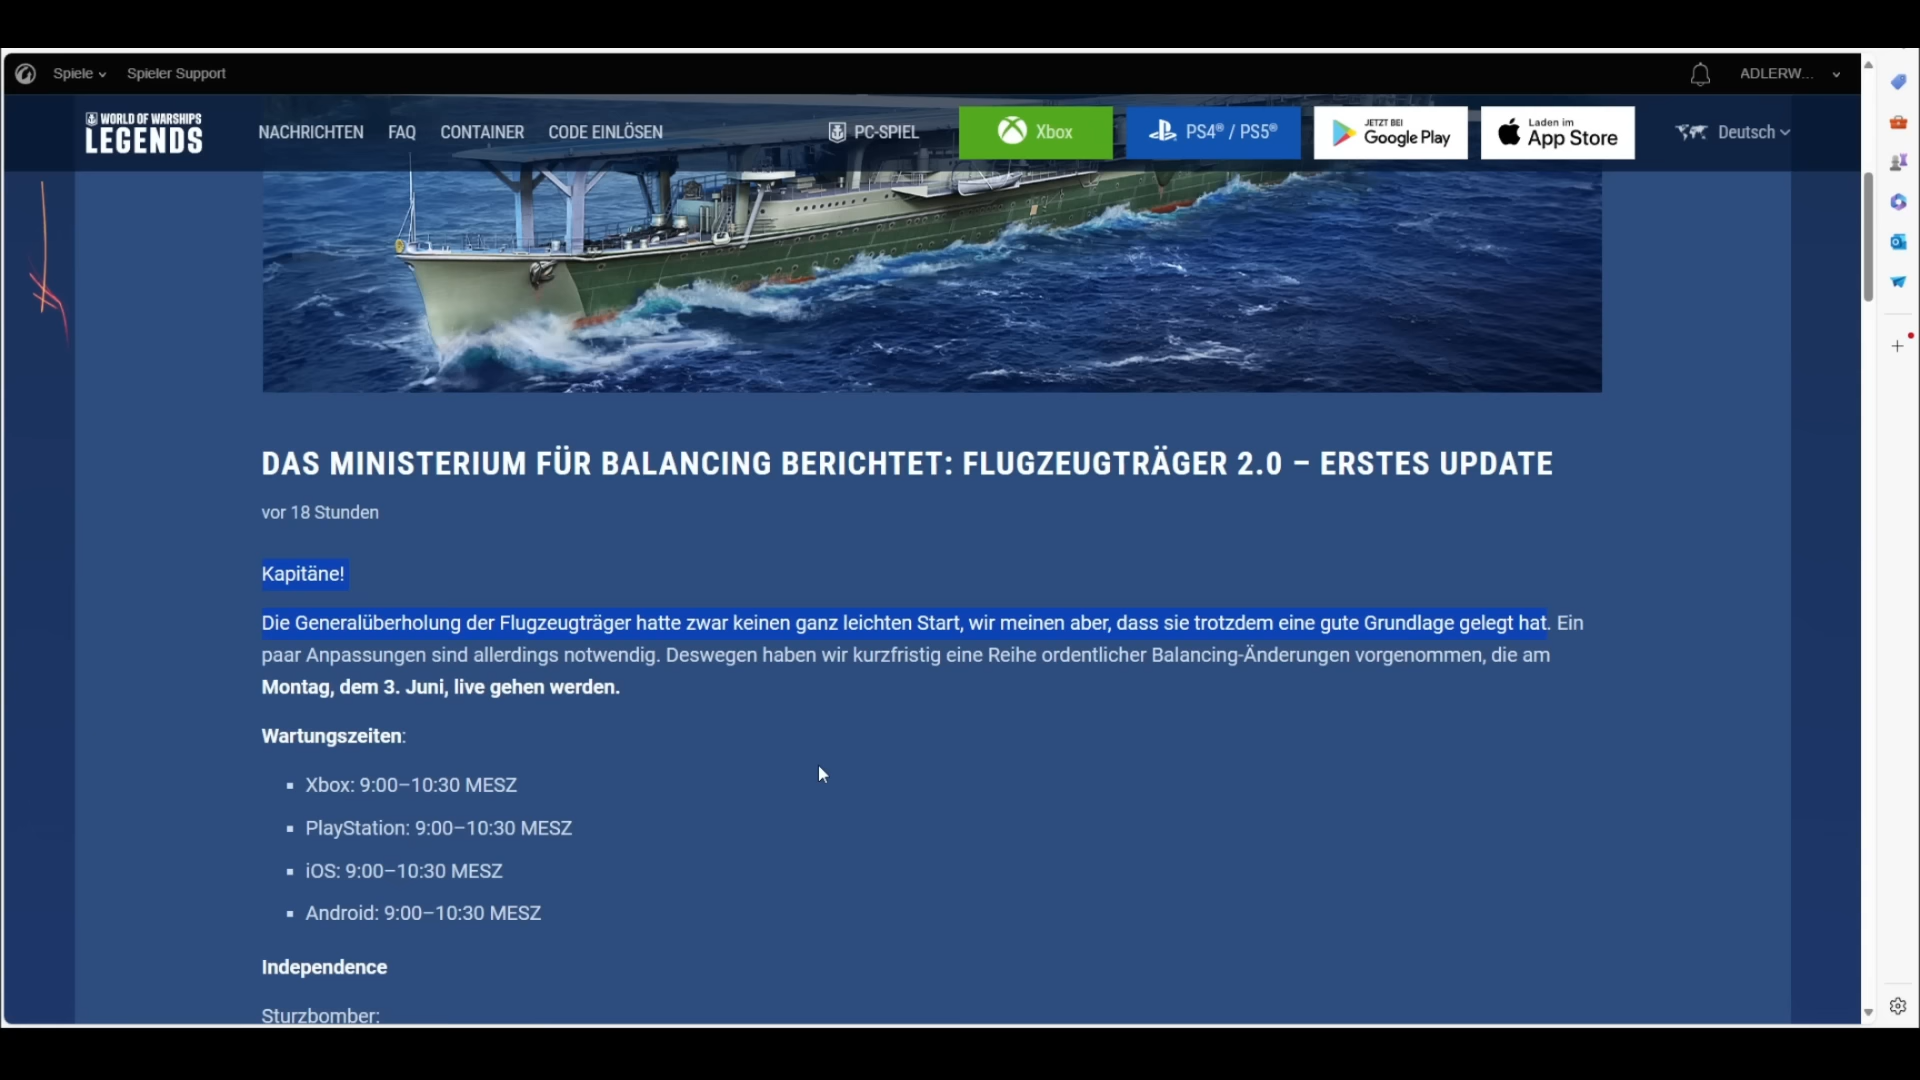 Spiele
Spieler Support
ADLERW...
WORLD OF WARSHIPS
LEGENDS
NACHRICHTEN
FAQ
CONTAINER
CODE EINLÖSEN
PC-SPIEL
Xbox
PS4® / PS5®
JETZT BEI
Google Play
Laden im
App Store
Deutsch
DAS MINISTERIUM FÜR BALANCING BERICHTET: FLUGZEUGTRÄGER 2.0 – ERSTES UPDATE
vor 18 Stunden
Kapitäne!
Die Generalüberholung der Flugzeugträger hatte zwar keinen ganz leichten Start, wir meinen aber, dass sie trotzdem eine gute Grundlage gelegt hat. Ein
paar Anpassungen sind allerdings notwendig. Deswegen haben wir kurzfristig eine Reihe ordentlicher Balancing-Änderungen vorgenommen, die am
Montag, dem 3. Juni, live gehen werden.
Wartungszeiten:
▪ Xbox: 9:00–10:30 MESZ
▪ PlayStation: 9:00–10:30 MESZ
▪ iOS: 9:00–10:30 MESZ
▪ Android: 9:00–10:30 MESZ
Independence
Sturzbomber: